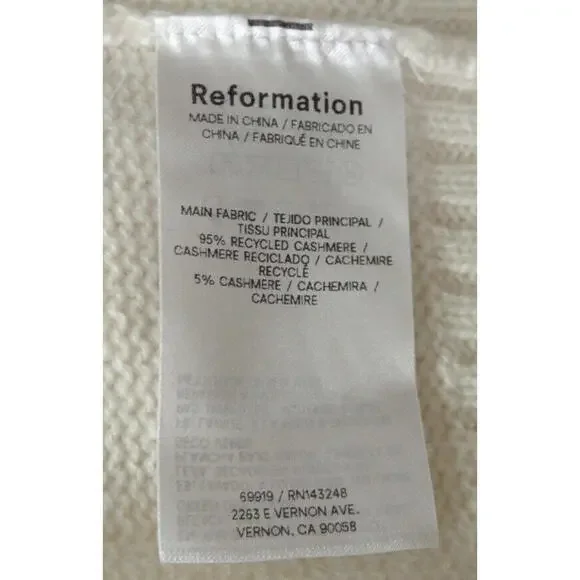 Reformation
MADE IN CHINA / FABRICADO EN
CHINA / FABRIQUÉ EN CHINE
MAIN FABRIC / TEJIDO PRINCIPAL /
TISSU PRINCIPAL
95% RECYCLED CASHMERE /
CASHMERE RECICLADO / CACHEMIRE
RECYCLÉ
5% CASHMERE / CACHEMIRA /
CACHEMIRE
69919 / RN143248
2263 E VERNON AVE.
VERNON, CA 90058